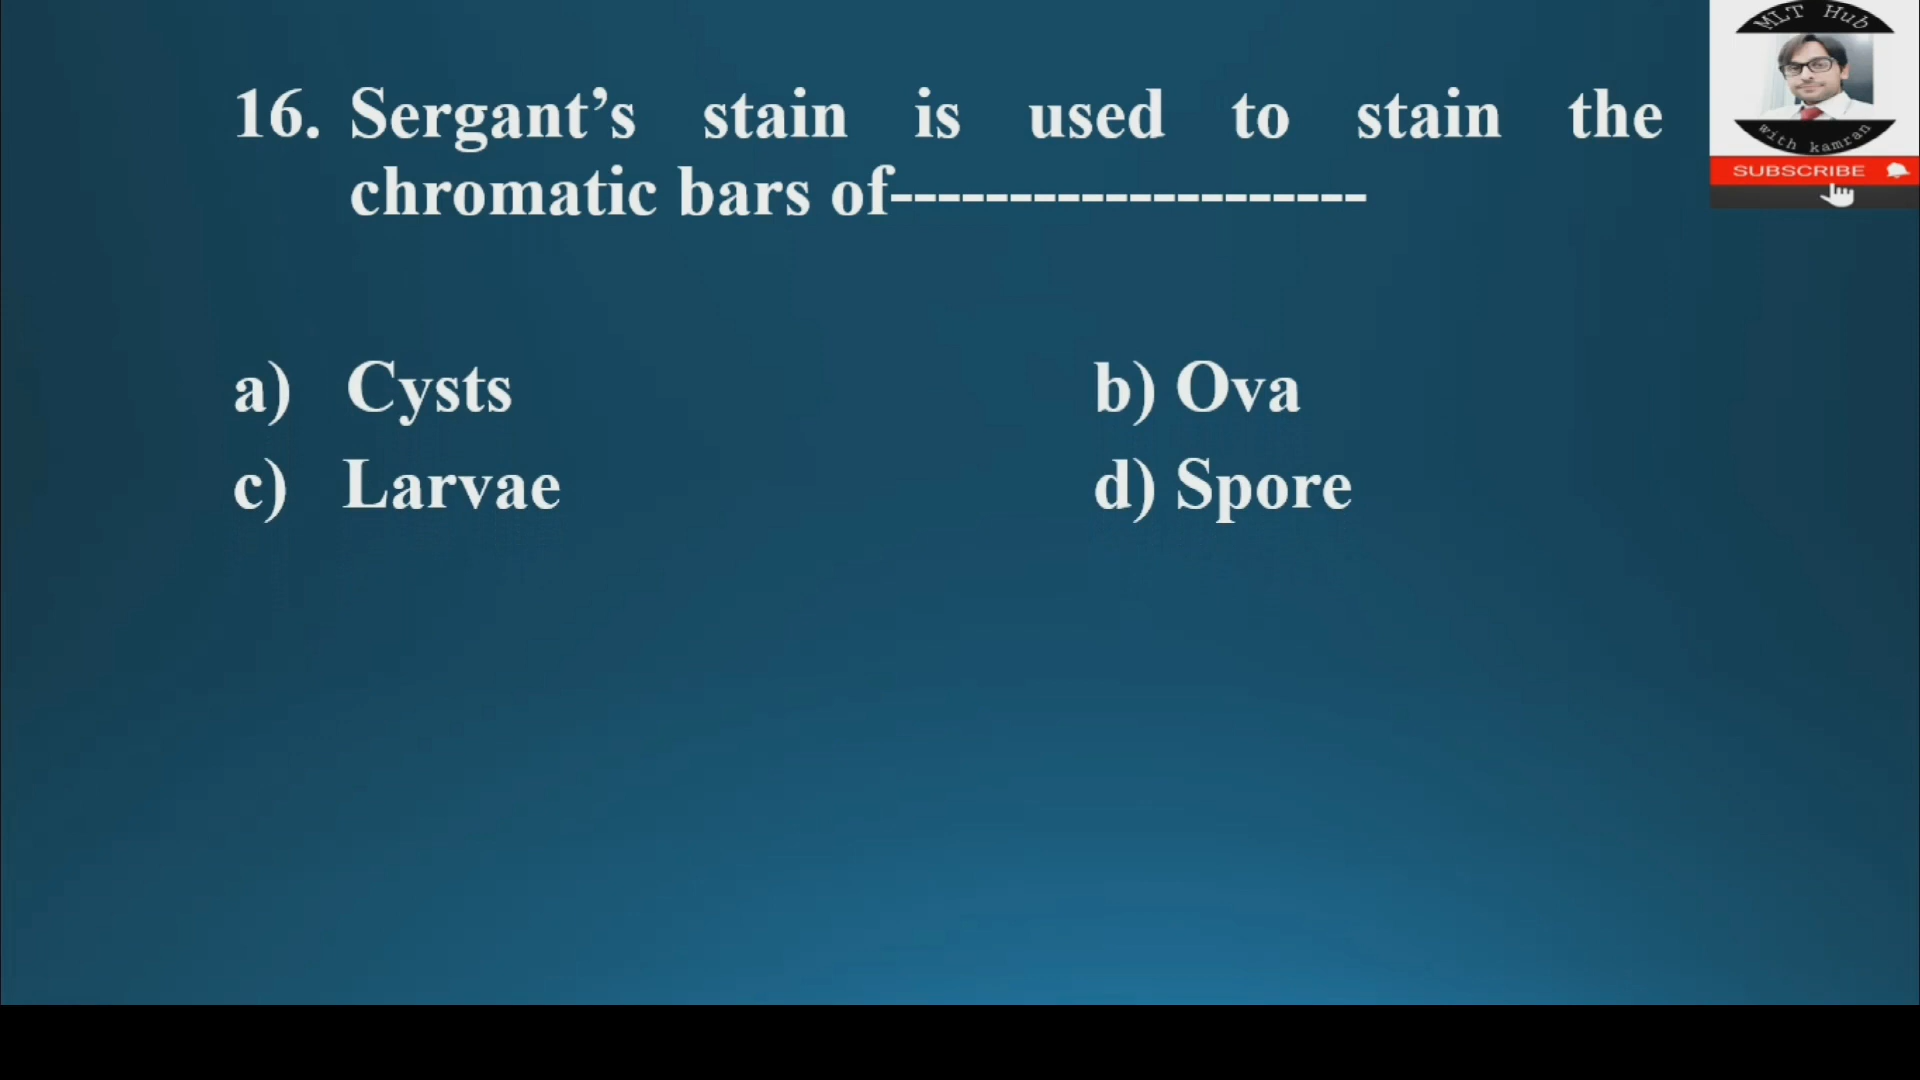 MLT Hub
with kamran
SUBSCRIBE
16. Sergant's stain is used to stain the
chromatic bars of--------------------
a) Cysts
b) Ova
c) Larvae
d) Spore